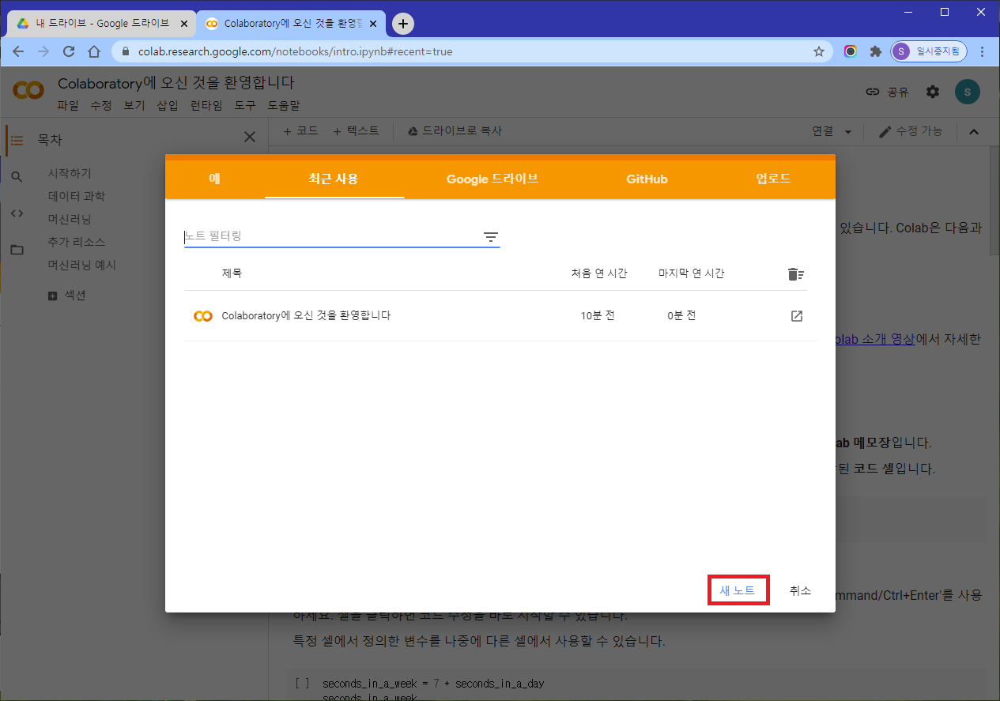 내 드라이브 - Google 드라이브
Colaboratory에 오신 것을 환영힙
colab.research.google.com/notebooks/intro.ipynb#recent=true
S 일시중지됨
Colaboratory에 오신 것을 환영합니다
파일 수정 보기 삽입 런타임 도구 도움말
공유
S
목차
+ 코드 + 텍스트 드라이브로 복사
연결 수정 가능
시작하기
데이터 과학
머신러닝
추가 리소스
머신러닝 예시
섹션
예 최근 사용 Google 드라이브 GitHub 업로드
노트 필터링
제목 처음 연 시간 마지막 연 시간
Colaboratory에 오신 것을 환영합니다 10분 전 0분 전
새 노트 취소
있습니다. Colab은 다음과
olab 소개 영상에서 자세한
ab 메모장입니다.
된 코드 셀입니다.
mmand/Ctrl+Enter'를 사용
하세요. 셀을 클릭하면 코드 수정을 바로 시작할 수 있습니다.
특정 셀에서 정의한 변수를 나중에 다른 셀에서 사용할 수 있습니다.
[ ] seconds_in_a_week = 7 * seconds_in_a_day
seconds_in_a_week